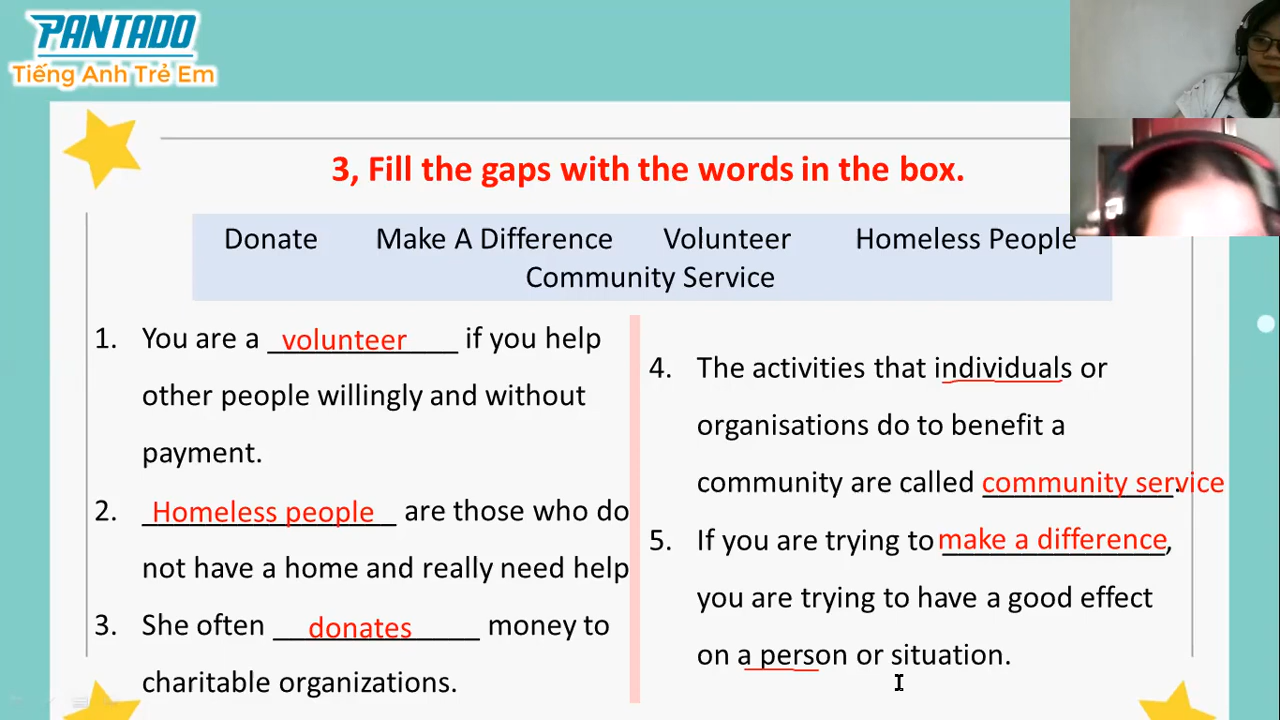 PANTADO
Tiếng Anh Trẻ Em
3, Fill the gaps with the words in the box.
Donate Make A Difference Volunteer Homeless People
Community Service
1. You are a volunteer if you help
other people willingly and without
payment.
2. Homeless people are those who do
not have a home and really need help
3. She often donates money to
charitable organizations.
4. The activities that individuals or
organisations do to benefit a
community are called community service.
5. If you are trying to make a difference,
you are trying to have a good effect
on a person or situation.